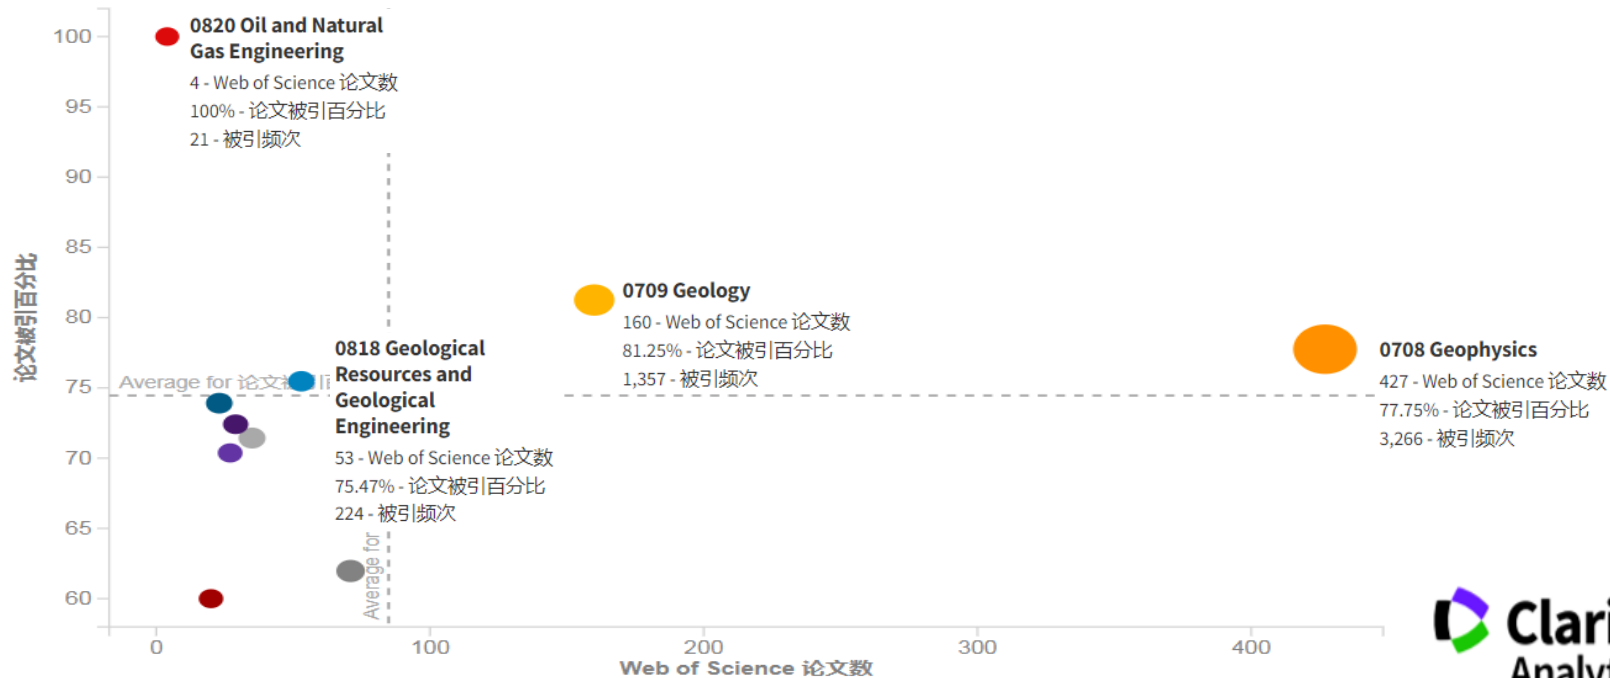 100
95
90
85
80
75
70
65
60
论文被引百分比
0820 Oil and Natural
Gas Engineering
4 - Web of Science 论文数
100% - 论文被引百分比
21 - 被引频次
0709 Geology
160 - Web of Science 论文数
81.25% - 论文被引百分比
1,357 - 被引频次
0708 Geophysics
427 - Web of Science 论文数
77.75% - 论文被引百分比
3,266 - 被引频次
Average for 论文被
0818 Geological
Resources and
Geological
Engineering
53 - Web of Science 论文数
75.47% - 论文被引百分比
224 - 被引频次
Average for
0
100
200
300
400
Web of Science 论文数